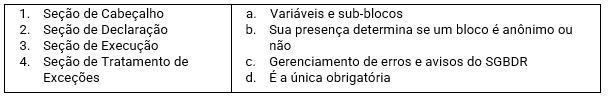 1. Seção de Cabeçalho
2. Seção de Declaração
3. Seção de Execução
4. Seção de Tratamento de
Exceções
a. Variáveis e sub-blocos
b. Sua presença determina se um bloco é anônimo ou
não
c. Gerenciamento de erros e avisos do SGBDR
d. É a única obrigatória